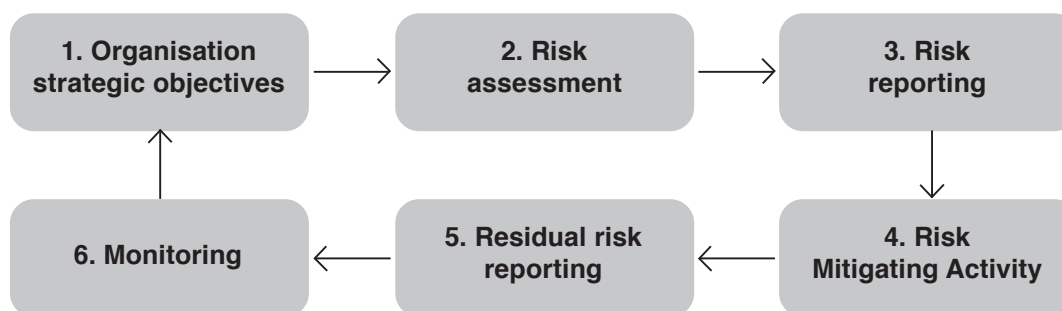 1. Organisation
strategic objectives
2. Risk
assessment
3. Risk
reporting
4. Risk
Mitigating Activity
5. Residual risk
reporting
6. Monitoring